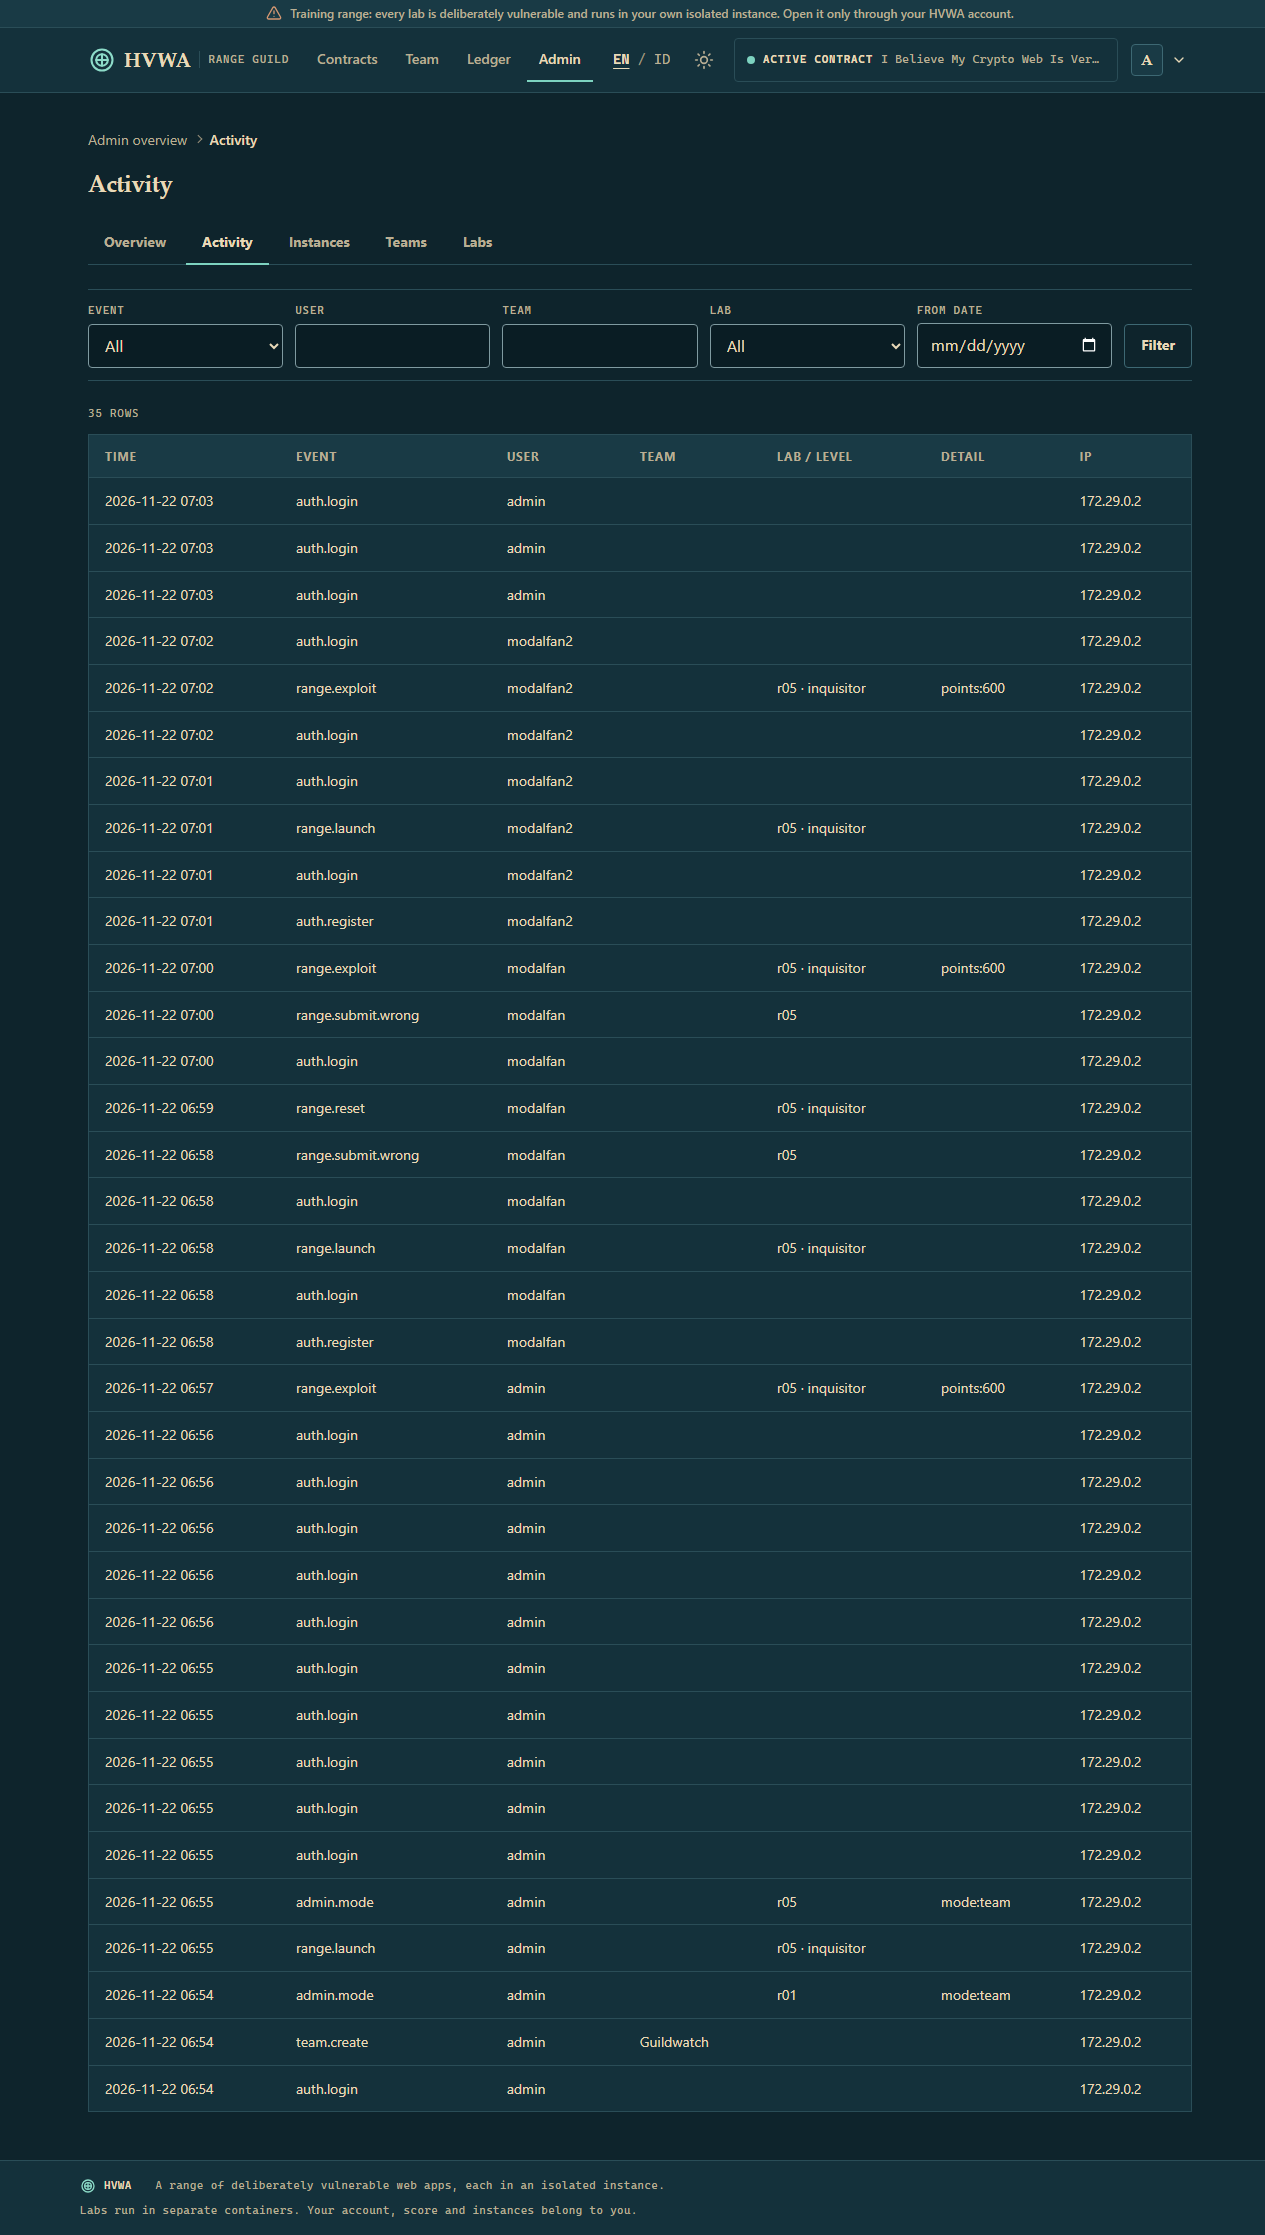 Training range: every lab is deliberately vulnerable and runs in your own isolated instance. Open it only through your HVWA account.
HVWA RANGE GUILD Contracts Team Ledger Admin EN / ID ACTIVE CONTRACT I Believe My Crypto Web Is Ver… A
Admin overview Activity
Activity
Overview Activity Instances Teams Labs
EVENT USER TEAM LAB FROM DATE
All All mm/dd/yyyy Filter
35 ROWS
TIME EVENT USER TEAM LAB / LEVEL DETAIL IP
2026-11-22 07:03 auth.login admin 172.29.0.2
2026-11-22 07:03 auth.login admin 172.29.0.2
2026-11-22 07:03 auth.login admin 172.29.0.2
2026-11-22 07:02 auth.login modalfan2 172.29.0.2
2026-11-22 07:02 range.exploit modalfan2 r05 · inquisitor points:600 172.29.0.2
2026-11-22 07:02 auth.login modalfan2 172.29.0.2
2026-11-22 07:01 auth.login modalfan2 172.29.0.2
2026-11-22 07:01 range.launch modalfan2 r05 · inquisitor 172.29.0.2
2026-11-22 07:01 auth.login modalfan2 172.29.0.2
2026-11-22 07:01 auth.register modalfan2 172.29.0.2
2026-11-22 07:00 range.exploit modalfan r05 · inquisitor points:600 172.29.0.2
2026-11-22 07:00 range.submit.wrong modalfan r05 172.29.0.2
2026-11-22 07:00 auth.login modalfan 172.29.0.2
2026-11-22 06:59 range.reset modalfan r05 · inquisitor 172.29.0.2
2026-11-22 06:58 range.submit.wrong modalfan r05 172.29.0.2
2026-11-22 06:58 auth.login modalfan 172.29.0.2
2026-11-22 06:58 range.launch modalfan r05 · inquisitor 172.29.0.2
2026-11-22 06:58 auth.login modalfan 172.29.0.2
2026-11-22 06:58 auth.register modalfan 172.29.0.2
2026-11-22 06:57 range.exploit admin r05 · inquisitor points:600 172.29.0.2
2026-11-22 06:56 auth.login admin 172.29.0.2
2026-11-22 06:56 auth.login admin 172.29.0.2
2026-11-22 06:56 auth.login admin 172.29.0.2
2026-11-22 06:56 auth.login admin 172.29.0.2
2026-11-22 06:56 auth.login admin 172.29.0.2
2026-11-22 06:55 auth.login admin 172.29.0.2
2026-11-22 06:55 auth.login admin 172.29.0.2
2026-11-22 06:55 auth.login admin 172.29.0.2
2026-11-22 06:55 auth.login admin 172.29.0.2
2026-11-22 06:55 auth.login admin 172.29.0.2
2026-11-22 06:55 admin.mode admin r05 mode:team 172.29.0.2
2026-11-22 06:55 range.launch admin r05 · inquisitor 172.29.0.2
2026-11-22 06:54 admin.mode admin r01 mode:team 172.29.0.2
2026-11-22 06:54 team.create admin Guildwatch 172.29.0.2
2026-11-22 06:54 auth.login admin 172.29.0.2
HVWA A range of deliberately vulnerable web apps, each in an isolated instance.
Labs run in separate containers. Your account, score and instances belong to you.